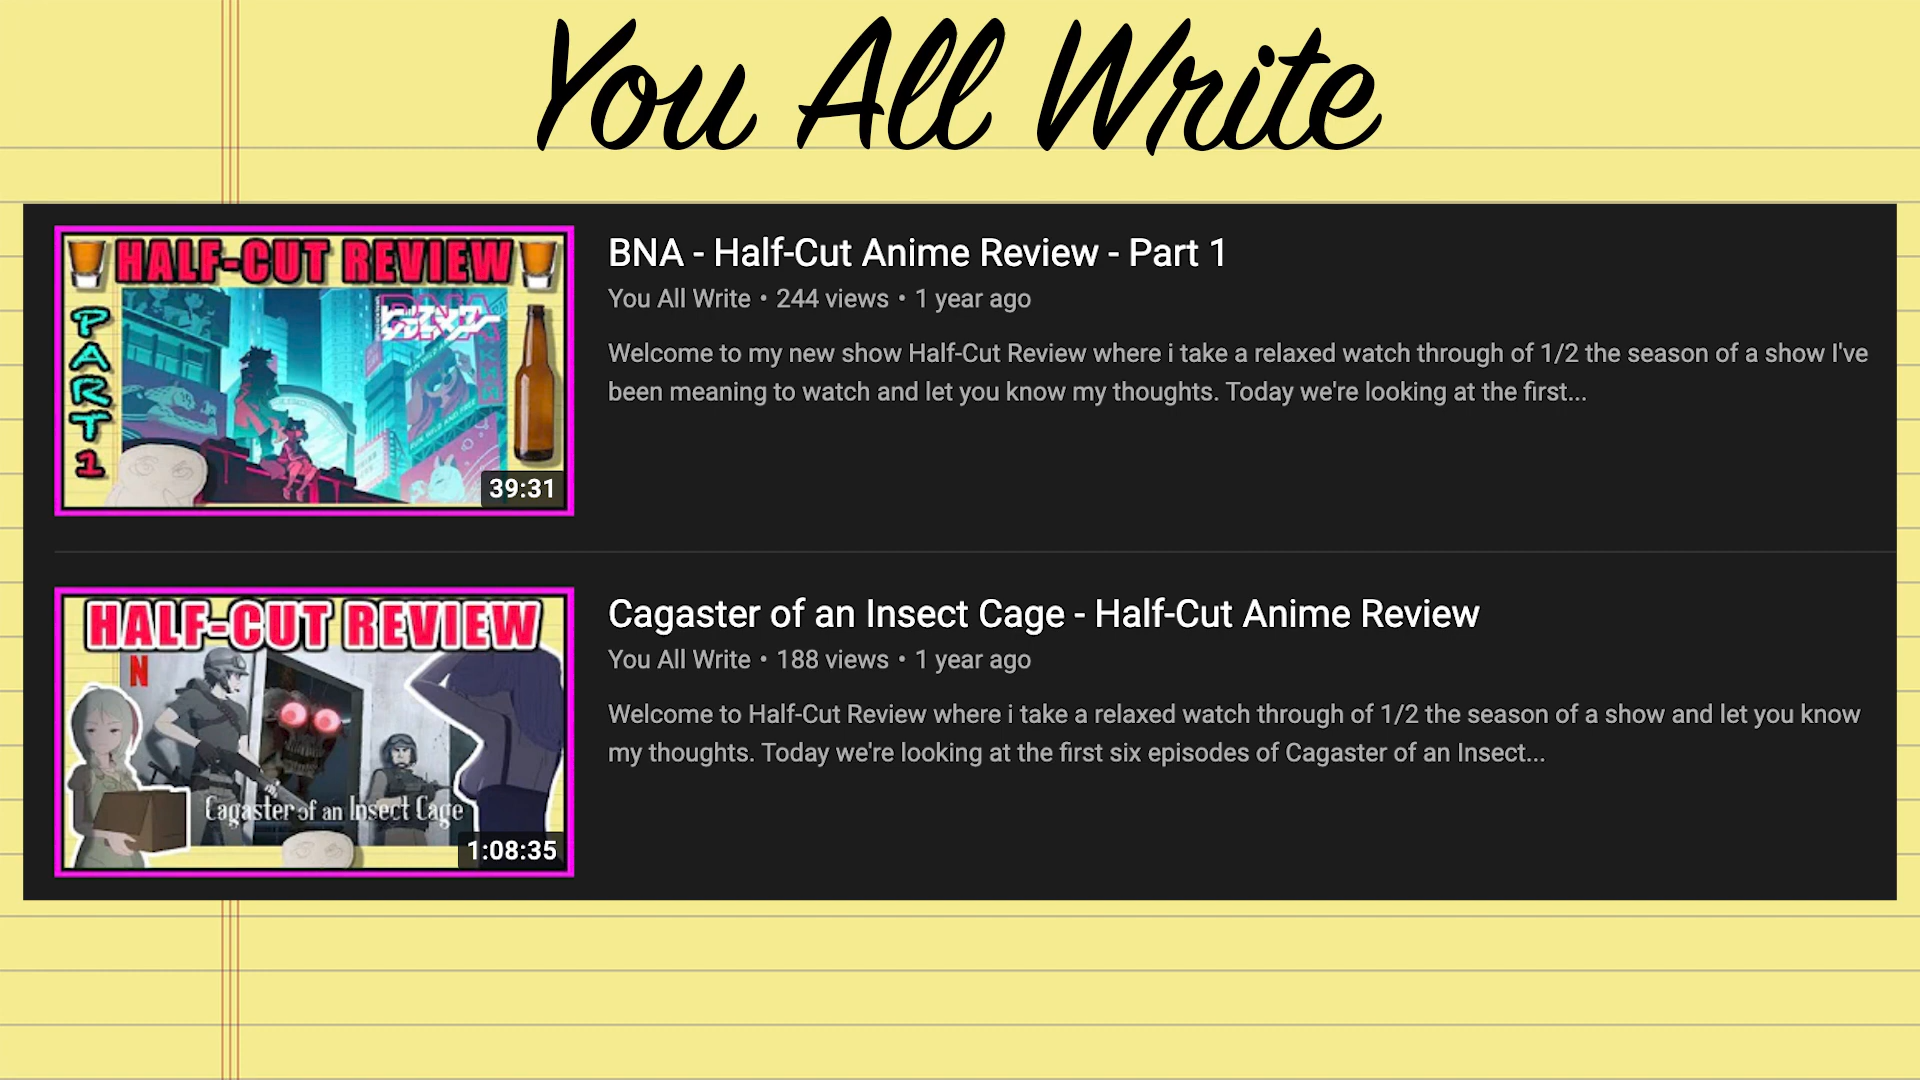 You All Write
HALF-CUT REVIEW
PART 1
BNA
39:31
BNA - Half-Cut Anime Review - Part 1
You All Write • 244 views • 1 year ago
Welcome to my new show Half-Cut Review where i take a relaxed watch through of 1/2 the season of a show I've
been meaning to watch and let you know my thoughts. Today we're looking at the first...
HALF-CUT REVIEW
N
Cagaster of an Insect Cage
1:08:35
Cagaster of an Insect Cage - Half-Cut Anime Review
You All Write • 188 views • 1 year ago
Welcome to Half-Cut Review where i take a relaxed watch through of 1/2 the season of a show and let you know
my thoughts. Today we're looking at the first six episodes of Cagaster of an Insect...